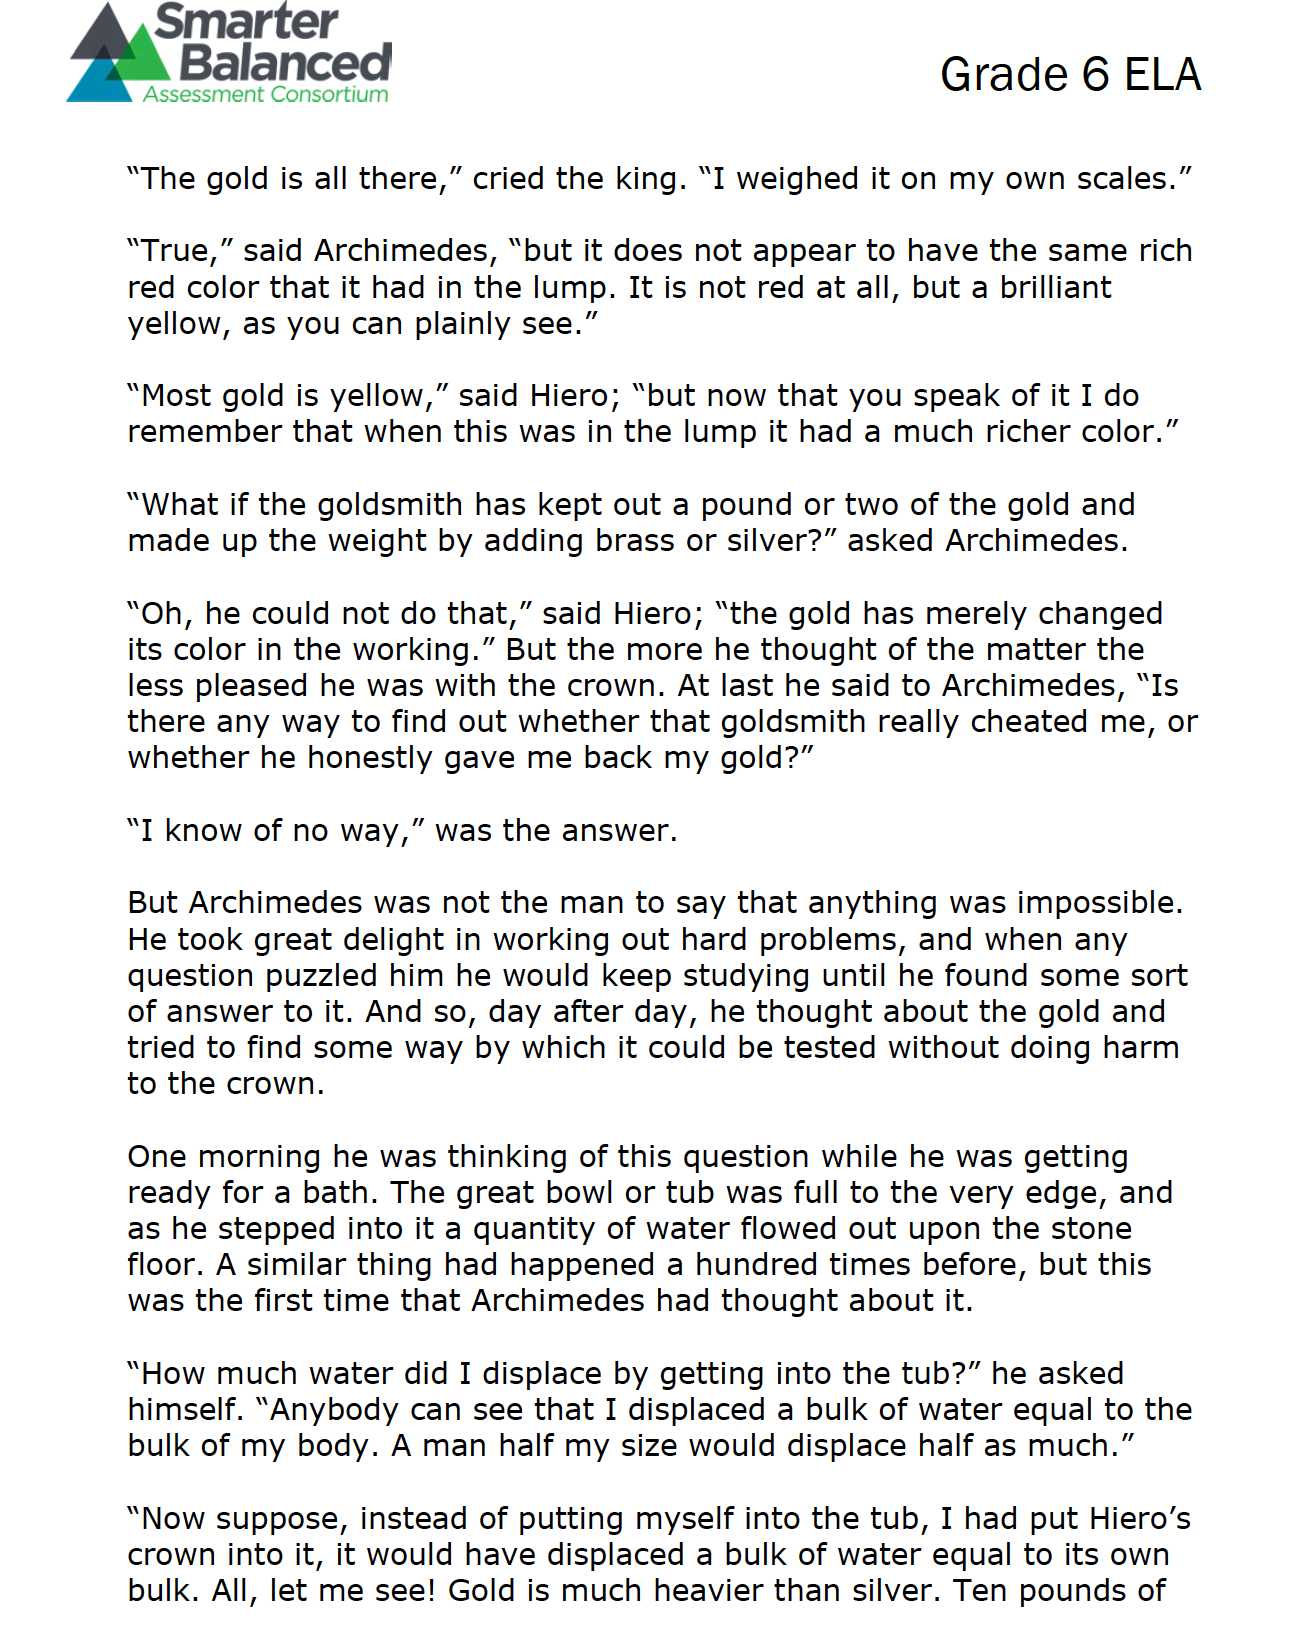 Smarter
Balanced
Assessment Consortium
Grade 6 ELA
“The gold is all there,” cried the king. “I weighed it on my own scales.”
“True,” said Archimedes, “but it does not appear to have the same rich
red color that it had in the lump. It is not red at all, but a brilliant
yellow, as you can plainly see.”
“Most gold is yellow,” said Hiero; “but now that you speak of it I do
remember that when this was in the lump it had a much richer color.”
“What if the goldsmith has kept out a pound or two of the gold and
made up the weight by adding brass or silver?” asked Archimedes.
“Oh, he could not do that,” said Hiero; “the gold has merely changed
its color in the working.” But the more he thought of the matter the
less pleased he was with the crown. At last he said to Archimedes, “Is
there any way to find out whether that goldsmith really cheated me, or
whether he honestly gave me back my gold?”
“I know of no way,” was the answer.
But Archimedes was not the man to say that anything was impossible.
He took great delight in working out hard problems, and when any
question puzzled him he would keep studying until he found some sort
of answer to it. And so, day after day, he thought about the gold and
tried to find some way by which it could be tested without doing harm
to the crown.
One morning he was thinking of this question while he was getting
ready for a bath. The great bowl or tub was full to the very edge, and
as he stepped into it a quantity of water flowed out upon the stone
floor. A similar thing had happened a hundred times before, but this
was the first time that Archimedes had thought about it.
“How much water did I displace by getting into the tub?” he asked
himself. “Anybody can see that I displaced a bulk of water equal to the
bulk of my body. A man half my size would displace half as much.”
“Now suppose, instead of putting myself into the tub, I had put Hiero’s
crown into it, it would have displaced a bulk of water equal to its own
bulk. All, let me see! Gold is much heavier than silver. Ten pounds of